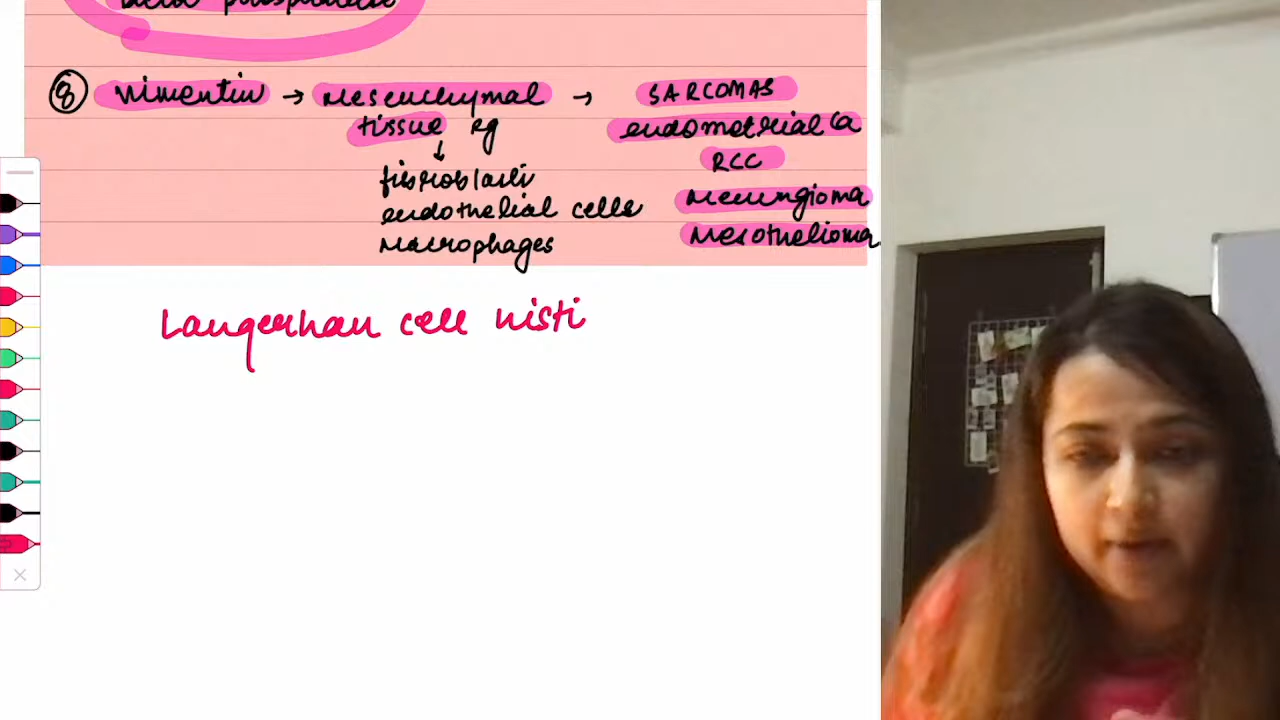 ⑧ vimentin → mesenchymal → SARCOMAS
tissue eg endometrial Ca
↓ RCC
fibroblasts
endothelial cells Meningioma
macrophages Mesothelioma
Langerhan cell histi